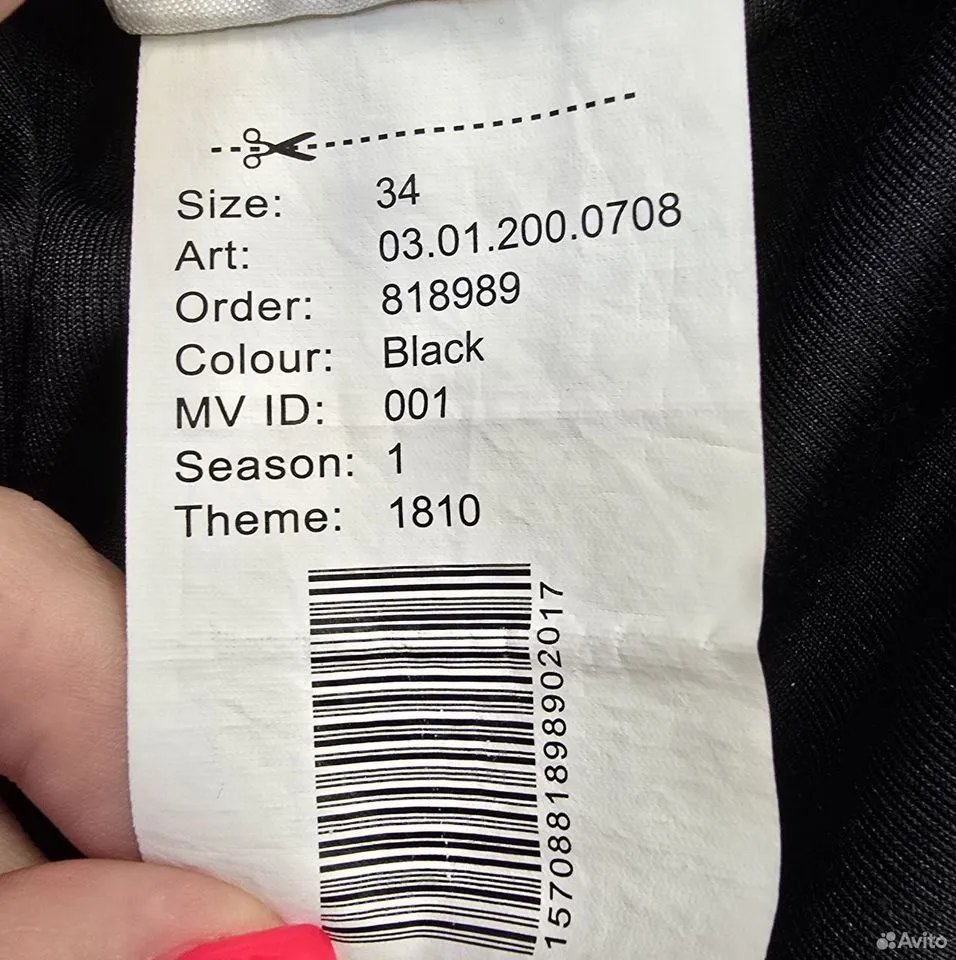 Size: 34
Art: 03.01.200.0708
Order: 818989
Colour: Black
MV ID: 001
Season: 1
Theme: 1810
1570881898902017
Avito